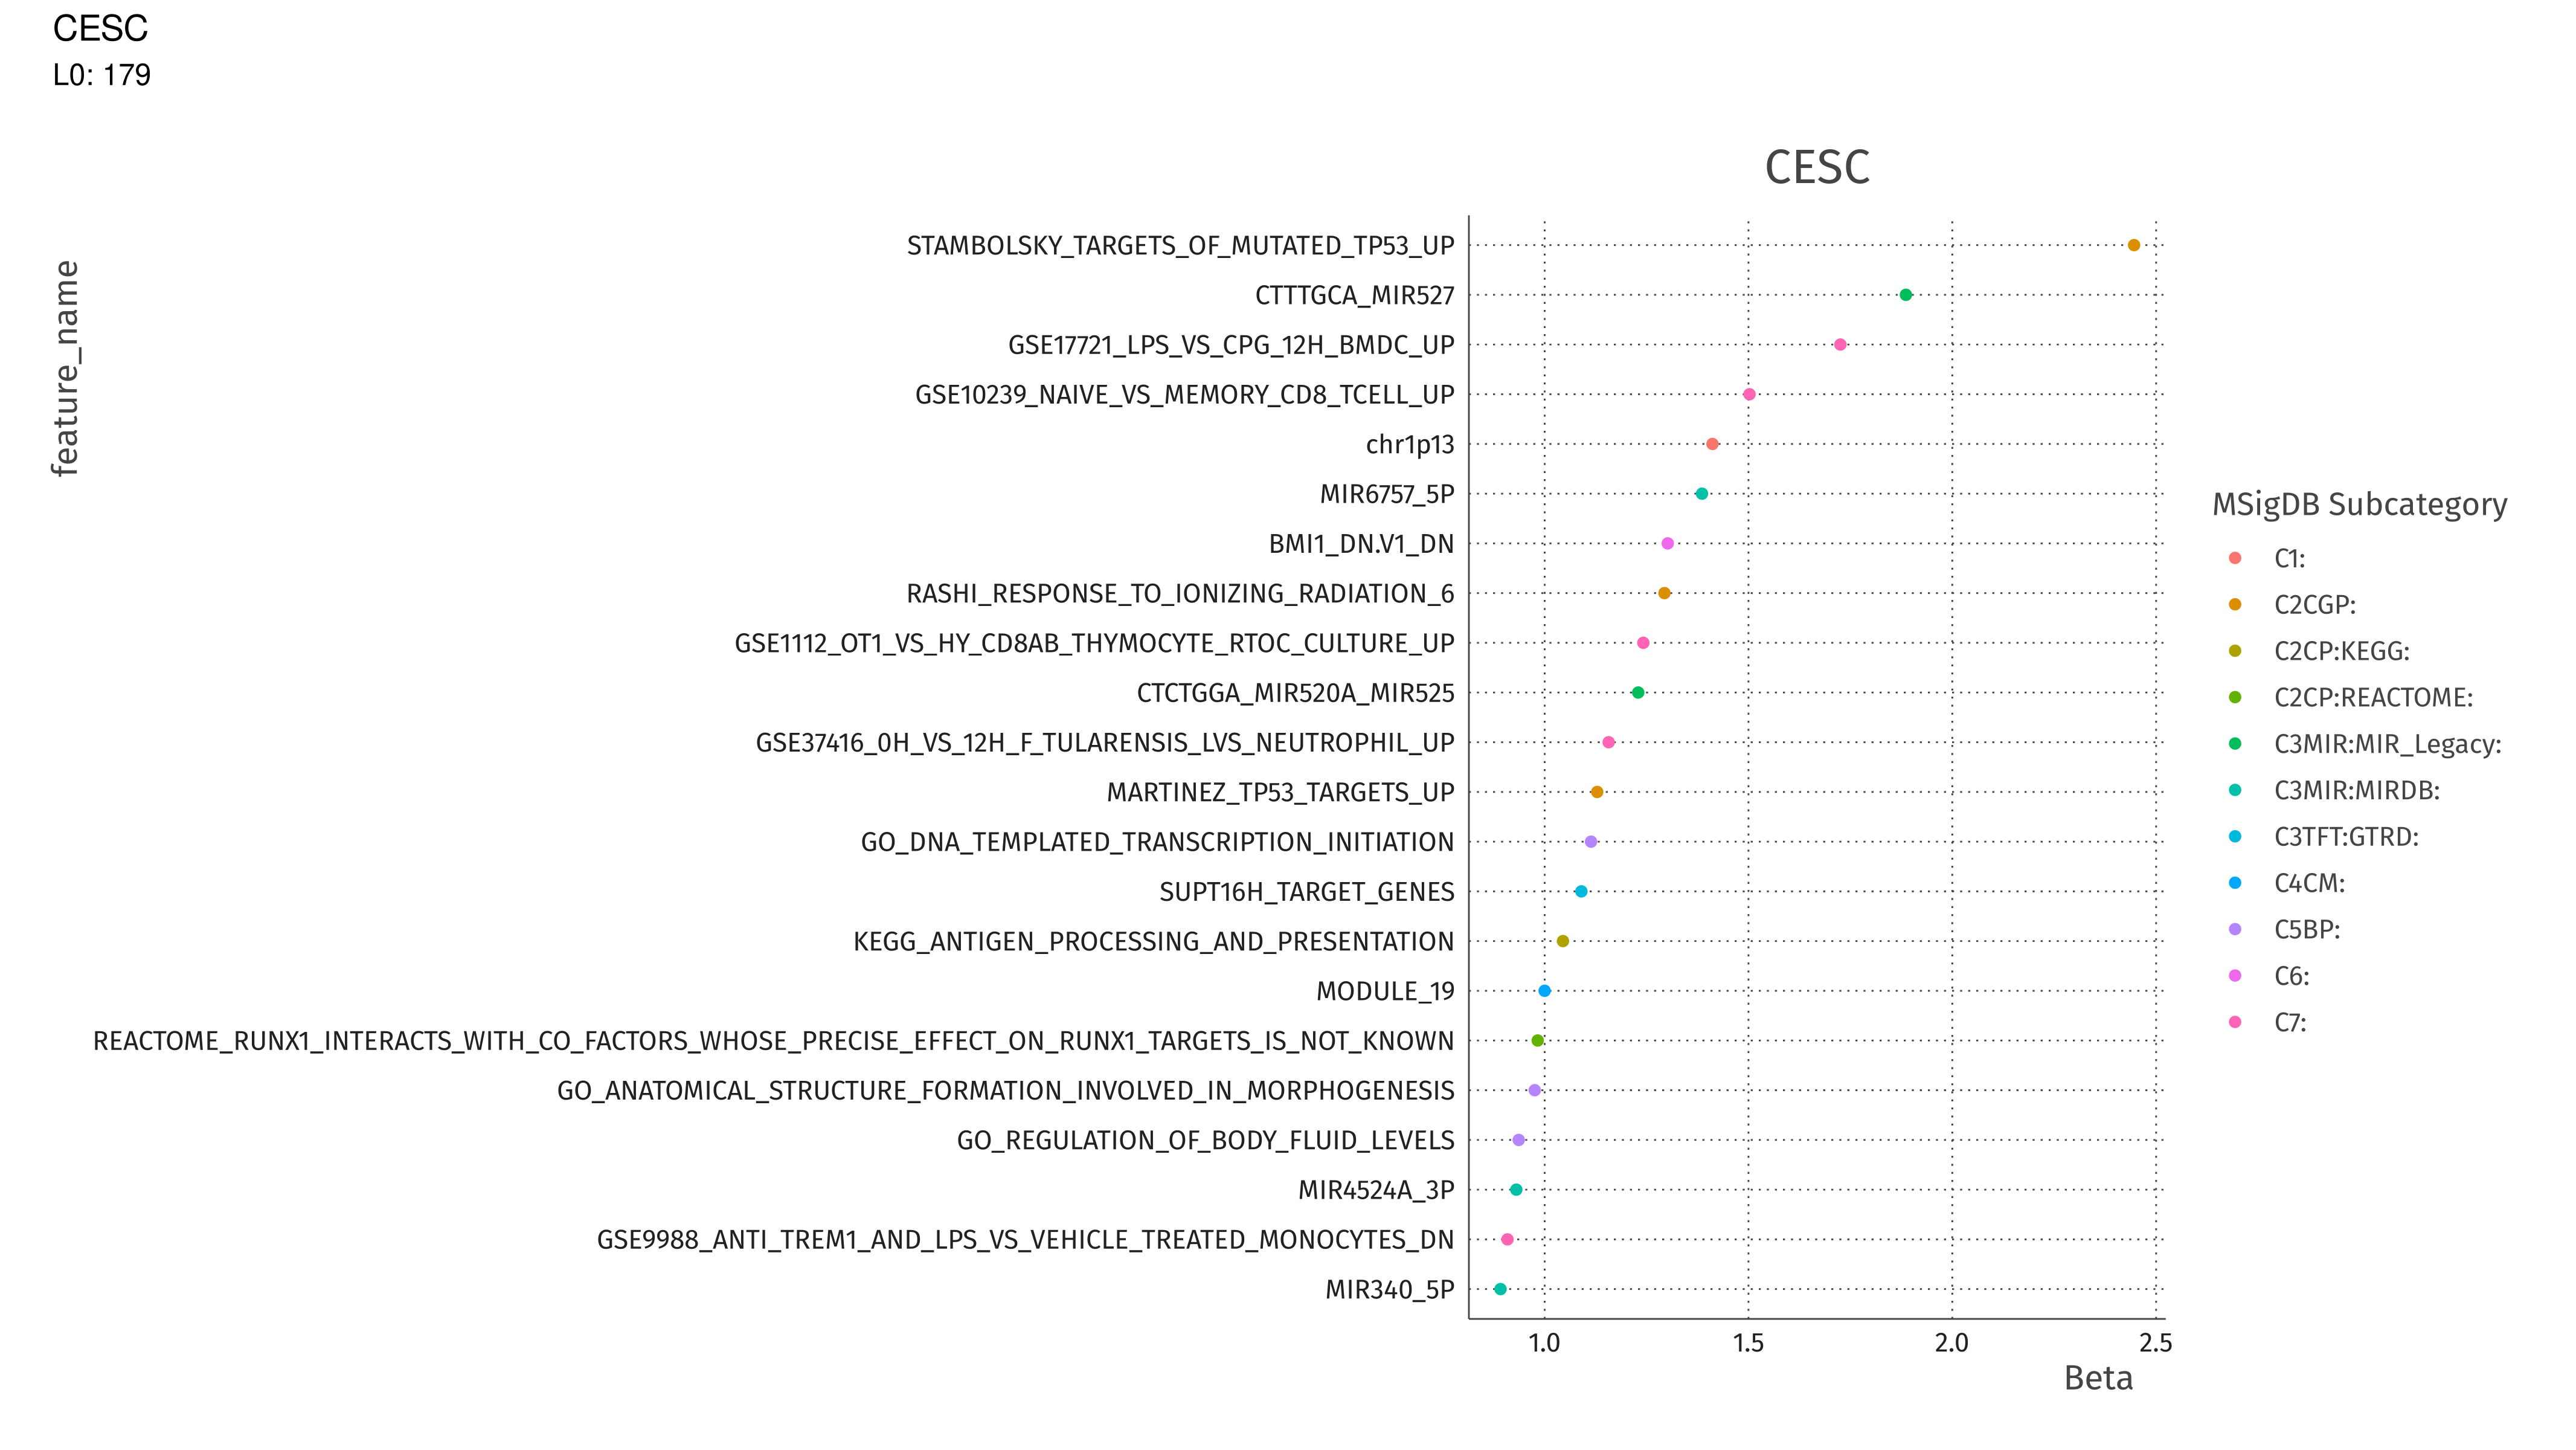 CESC
L0: 179
CESC
feature_name
STAMBOLSKY_TARGETS_OF_MUTATED_TP53_UP
CTTTGCA_MIR527
GSE17721_LPS_VS_CPG_12H_BMDC_UP
GSE10239_NAIVE_VS_MEMORY_CD8_TCELL_UP
chr1p13
MIR6757_5P
BMI1_DN.V1_DN
RASHI_RESPONSE_TO_IONIZING_RADIATION_6
GSE1112_OT1_VS_HY_CD8AB_THYMOCYTE_RTOC_CULTURE_UP
CTCTGGA_MIR520A_MIR525
GSE37416_0H_VS_12H_F_TULARENSIS_LVS_NEUTROPHIL_UP
MARTINEZ_TP53_TARGETS_UP
GO_DNA_TEMPLATED_TRANSCRIPTION_INITIATION
SUPT16H_TARGET_GENES
KEGG_ANTIGEN_PROCESSING_AND_PRESENTATION
MODULE_19
REACTOME_RUNX1_INTERACTS_WITH_CO_FACTORS_WHOSE_PRECISE_EFFECT_ON_RUNX1_TARGETS_IS_NOT_KNOWN
GO_ANATOMICAL_STRUCTURE_FORMATION_INVOLVED_IN_MORPHOGENESIS
GO_REGULATION_OF_BODY_FLUID_LEVELS
MIR4524A_3P
GSE9988_ANTI_TREM1_AND_LPS_VS_VEHICLE_TREATED_MONOCYTES_DN
MIR340_5P
1.0 1.5 2.0 2.5
Beta
MSigDB Subcategory
C1:
C2CGP:
C2CP:KEGG:
C2CP:REACTOME:
C3MIR:MIR_Legacy:
C3MIR:MIRDB:
C3TFT:GTRD:
C4CM:
C5BP:
C6:
C7: